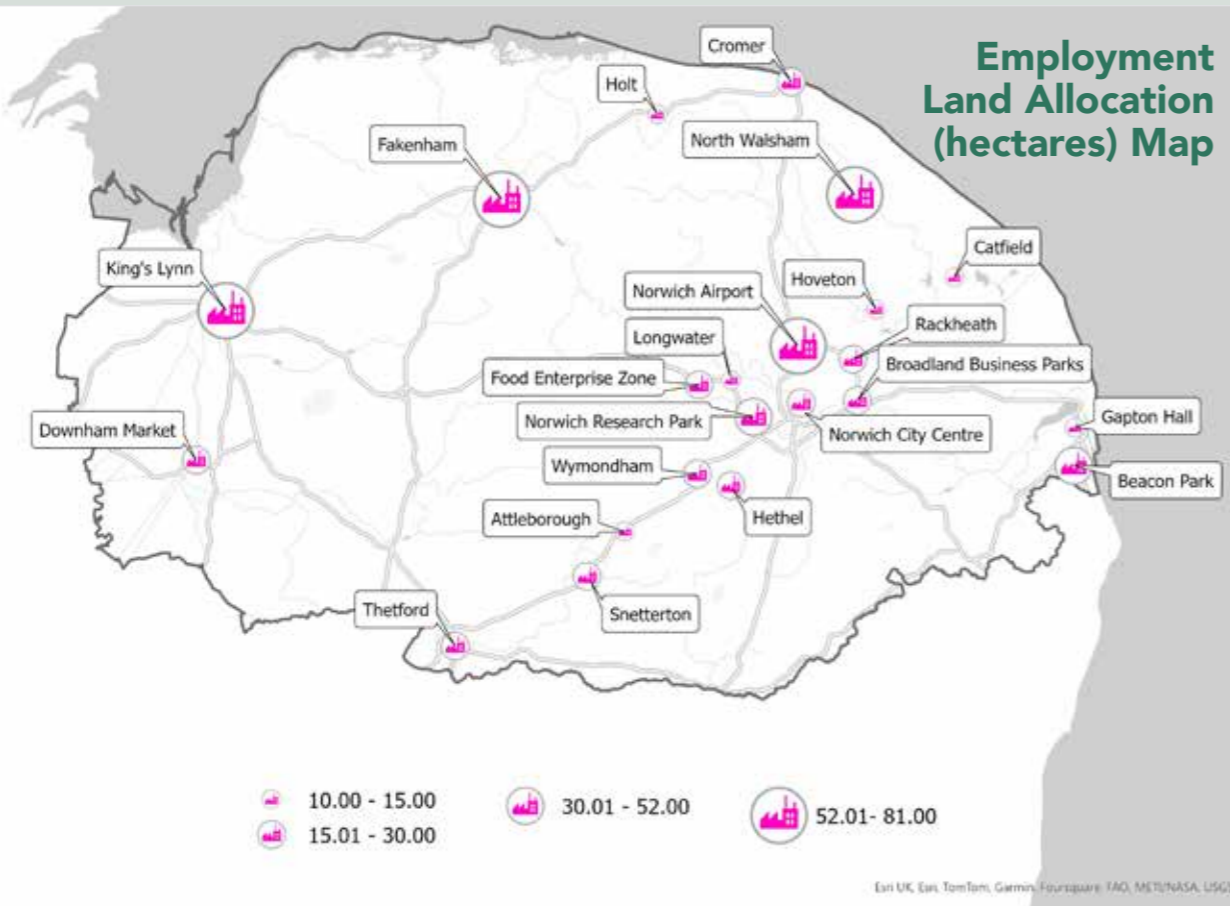 Employment
Land Allocation
(hectares) Map
Cromer
Holt
Fakenham
North Walsham
Catfield
King's Lynn
Hoveton
Norwich Airport
Rackheath
Longwater
Broadland Business Parks
Food Enterprise Zone
Norwich Research Park
Gapton Hall
Downham Market
Norwich City Centre
Wymondham
Beacon Park
Attleborough
Hethel
Thetford
Snetterton
10.00 - 15.00
15.01 - 30.00
30.01 - 52.00
52.01- 81.00
Esri UK, Esri, TomTom, Garmin, Foursquare, FAO, METI/NASA, USGS